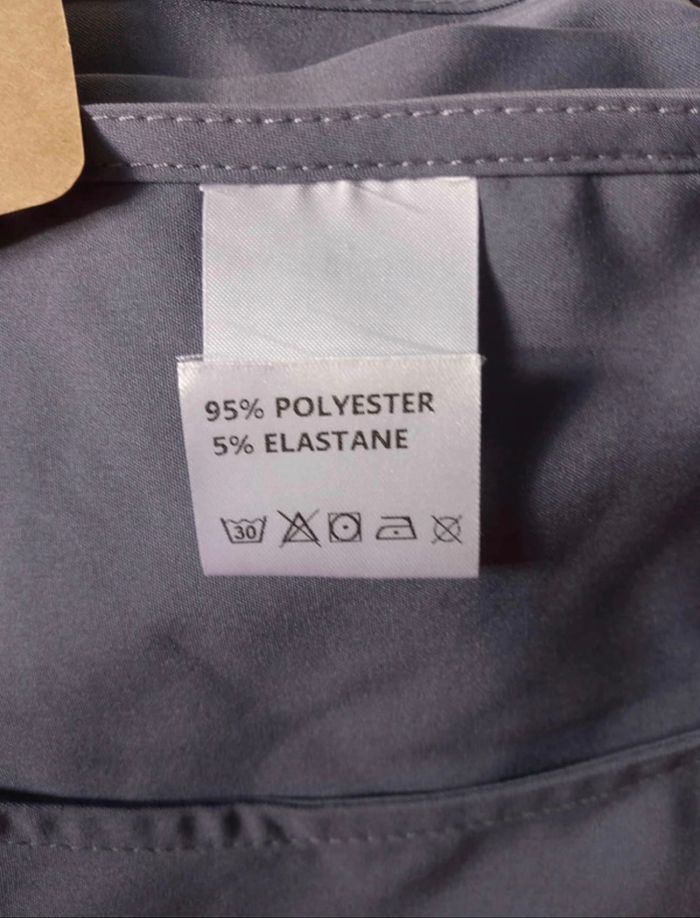 95% POLYESTER
5% ELASTANE
30